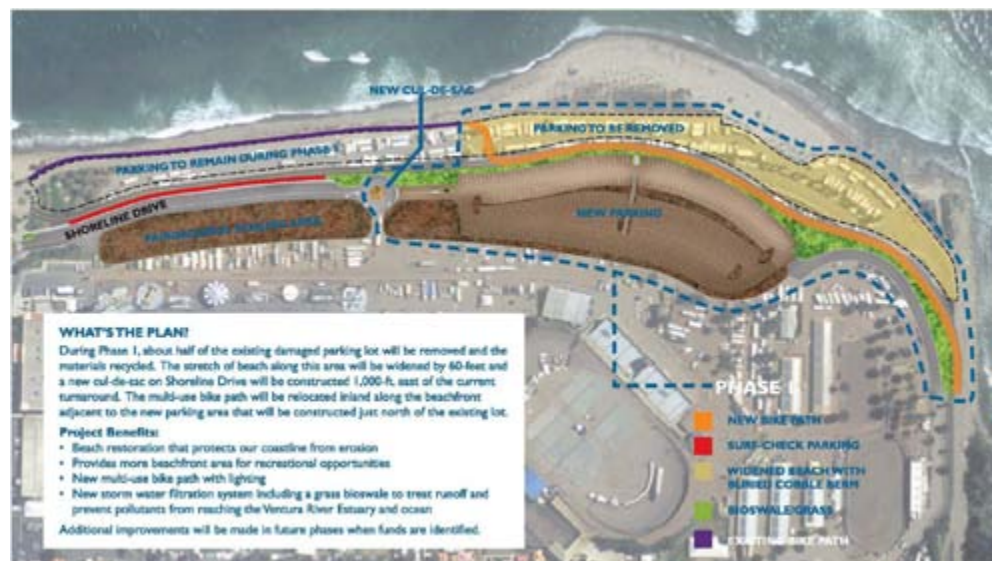 NEW CUL-DE-SAC
PARKING TO BE REMOVED
PARKING TO REMAIN DURING PHASE 1
SHORELINE DRIVE
NEW PARKING
WHAT'S THE PLAN?
During Phase 1, about half of the existing damaged parking lot will be removed and the
materials recycled. The stretch of beach along this area will be widened by 60-feet and
a new cul-de-sac on Shoreline Drive will be constructed 1,000-ft. east of the current
turnaround. The multi-use bike path will be relocated inland along the beachfront
adjacent to the new parking area that will be constructed just north of the existing lot.
Project Benefits:
• Beach restoration that protects our coastline from erosion
• Provides more beachfront area for recreational opportunities
• New multi-use bike path with lighting
• New storm water filtration system including a grass bioswale to treat runoff and
prevent pollutants from reaching the Ventura River Estuary and ocean
Additional improvements will be made in future phases when funds are identified.
PHASE 1
NEW BIKE PATH
SURF-CHECK PARKING
WIDENED BEACH WITH
BURIED COBBLE BERM
BIOSWALE/GRASS
EXISTING BIKE PATH